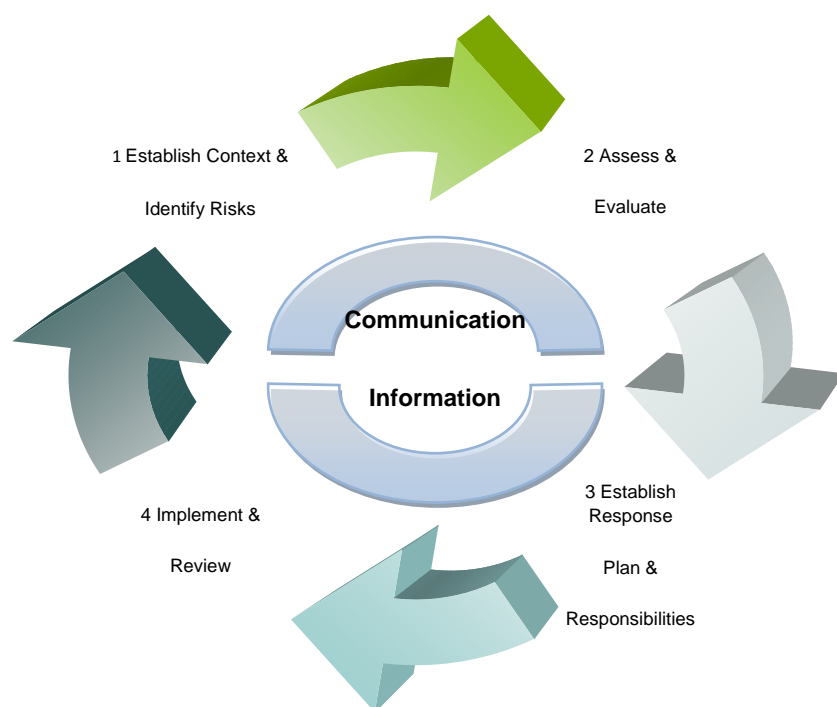 1 Establish Context &
Identify Risks
2 Assess &
Evaluate
Communication
Information
3 Establish
Response
Plan &
Responsibilities
4 Implement &
Review